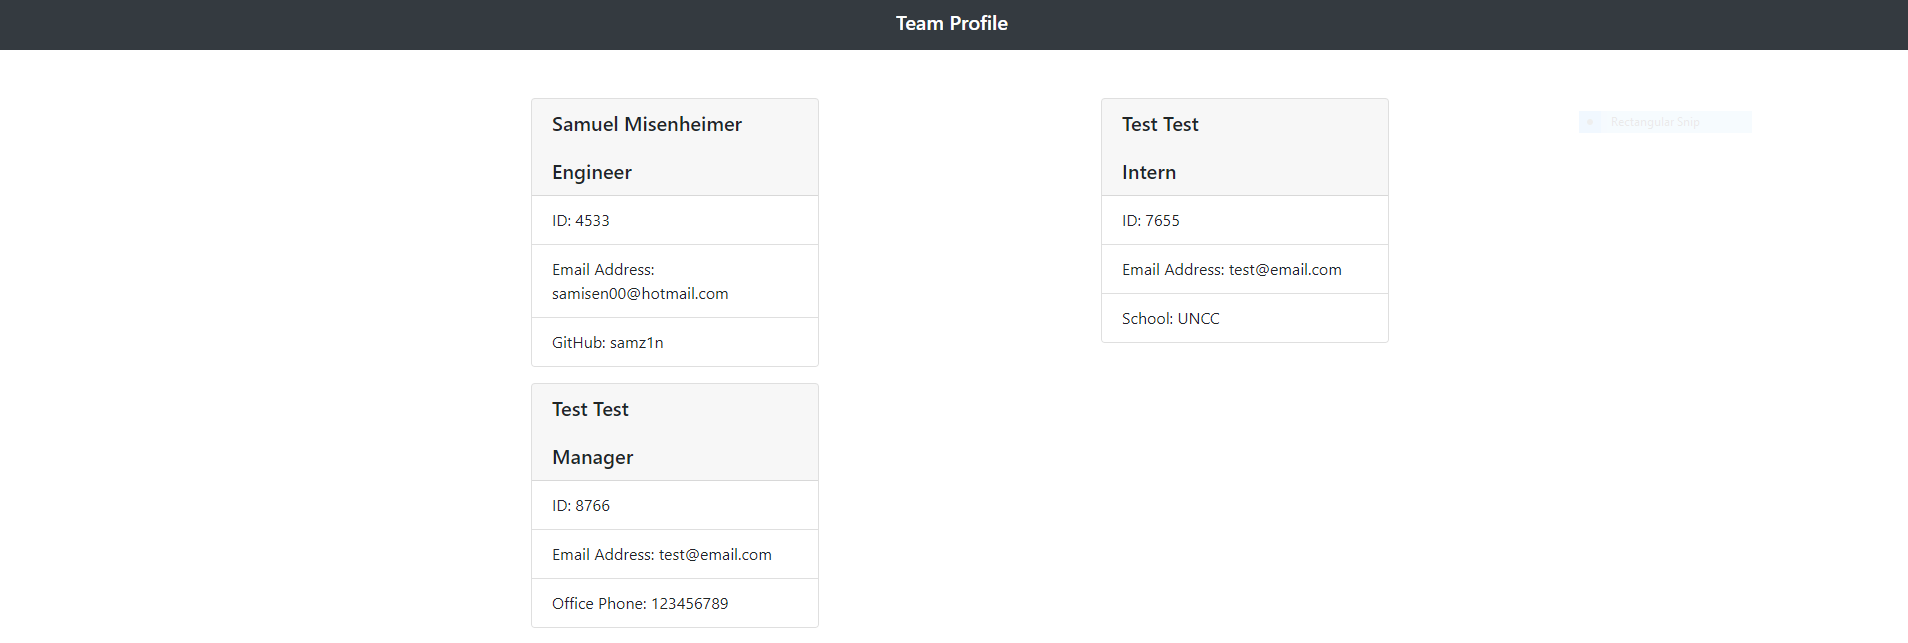 Team Profile
Samuel Misenheimer
Engineer
ID: 4533
Email Address:
samisen00@hotmail.com
GitHub: samz1n
Test Test
Intern
ID: 7655
Email Address: test@email.com
School: UNCC
Rectangular Snip
Test Test
Manager
ID: 8766
Email Address: test@email.com
Office Phone: 123456789